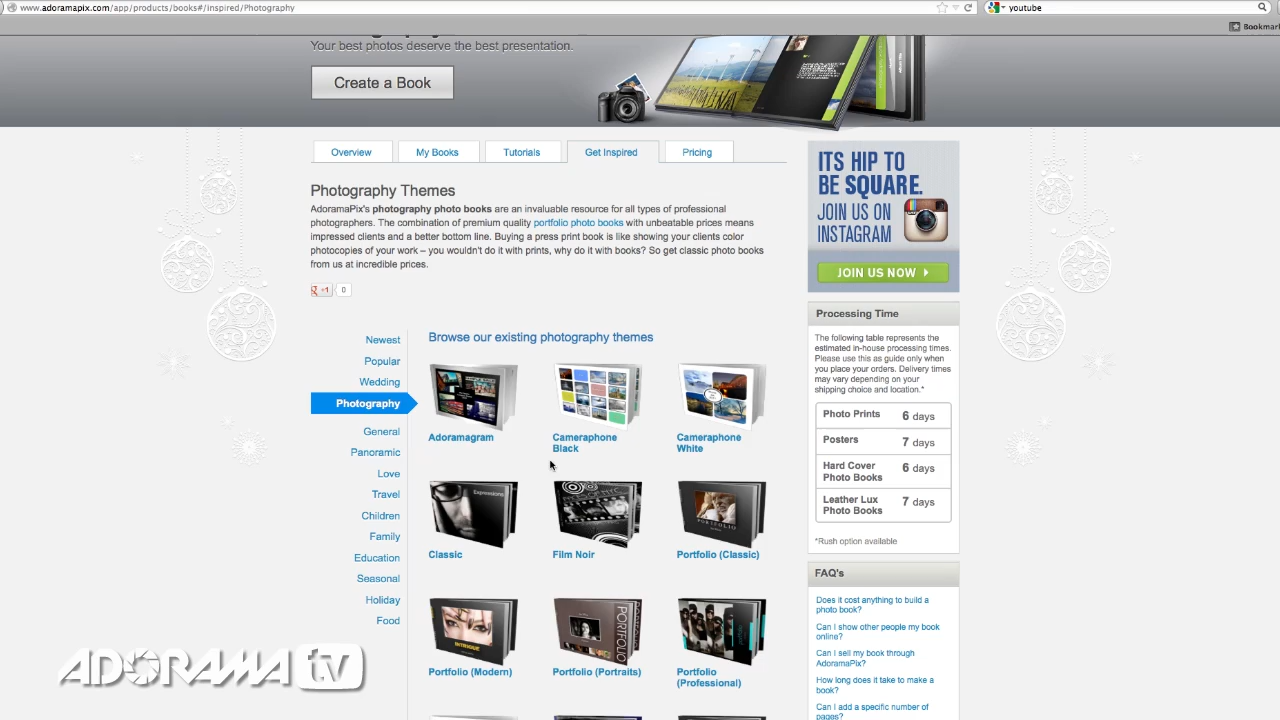 www.adoramapix.com/app/products/books#/inspired/Photography
youtube
Your best photos deserve the best presentation.
Create a Book
Overview
My Books
Tutorials
Get Inspired
Pricing
Photography Themes
AdoramaPix's photography photo books are an invaluable resource for all types of professional
photographers. The combination of premium quality portfolio photo books with unbeatable prices means
impressed clients and a better bottom line. Buying a press print book is like showing your clients color
photocopies of your work – you wouldn't do it with prints, why do it with books? So get classic photo books
from us at incredible prices.
+1
0
Newest
Popular
Wedding
Photography
General
Panoramic
Love
Travel
Children
Family
Education
Seasonal
Holiday
Food
Browse our existing photography themes
Adoramagram
Cameraphone
Black
Cameraphone
White
Expressions
Classic
Film Noir
PORTFOLIO
Portfolio (Classic)
INTRIGUE
Portfolio (Modern)
PORTFOLIO
Portfolio (Portraits)
Portfolio
(Professional)
ITS HIP TO
BE SQUARE.
JOIN US ON
INSTAGRAM
JOIN US NOW
Processing Time
The following table represents the
estimated in-house processing times.
Please use this as guide only when
you place your orders. Delivery times
may vary depending on your
shipping choice and location.*
Photo Prints 6 days
Posters 7 days
Hard Cover
Photo Books 6 days
Leather Lux
Photo Books 7 days
*Rush option available
FAQ's
Does it cost anything to build a
photo book?
Can I show other people my book
online?
Can I sell my book through
AdoramaPix?
How long does it take to make a
book?
Can I add a specific number of
pages?
ADORAMA tv